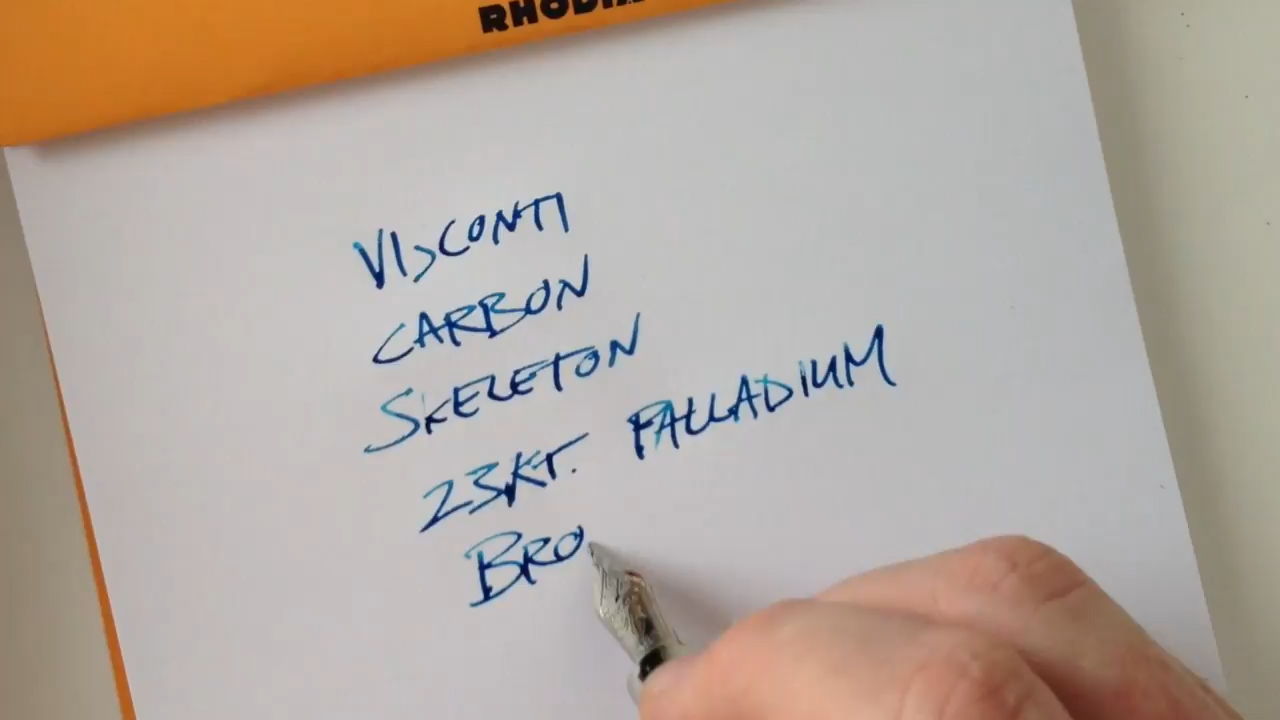 RHODIA
VISCONTI
CARBON
SKELETON
23KT. PALLADIUM
BRO